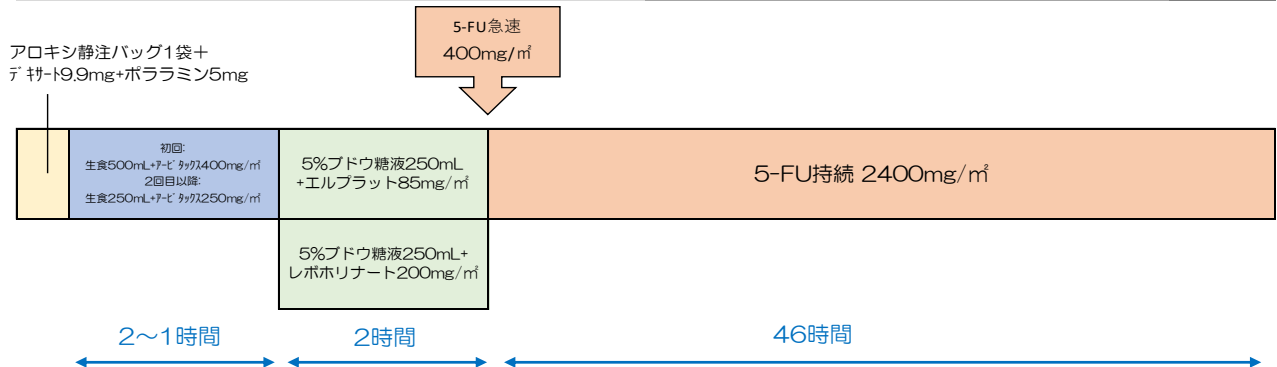 5-FU急速
400mg/㎡
アロキシ静注バッグ1袋＋
ﾃﾞｷｻｰﾄ9.9mg+ポララミン5mg
初回:
生食500mL+ｱｰﾋﾞﾀｯｸｽ400mg/㎡
2回目以降:
生食250mL+ｱｰﾋﾞﾀｯｸｽ250mg/㎡
5%ブドウ糖液250mL
+エルプラット85mg/㎡
5-FU持続 2400mg/㎡
5%ブドウ糖液250mL+
レボホリナート200mg/㎡
2～1時間
2時間
46時間